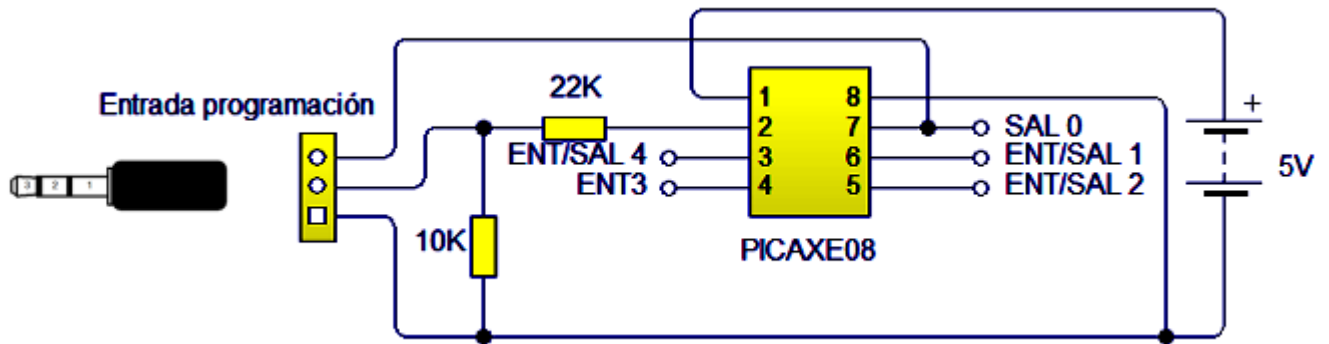 Entrada programación
3 2 1
22K
10K
ENT/SAL 4
ENT3
1 8
2 7
3 6
4 5
PICAXE08
SAL 0
ENT/SAL 1
ENT/SAL 2
+
5V